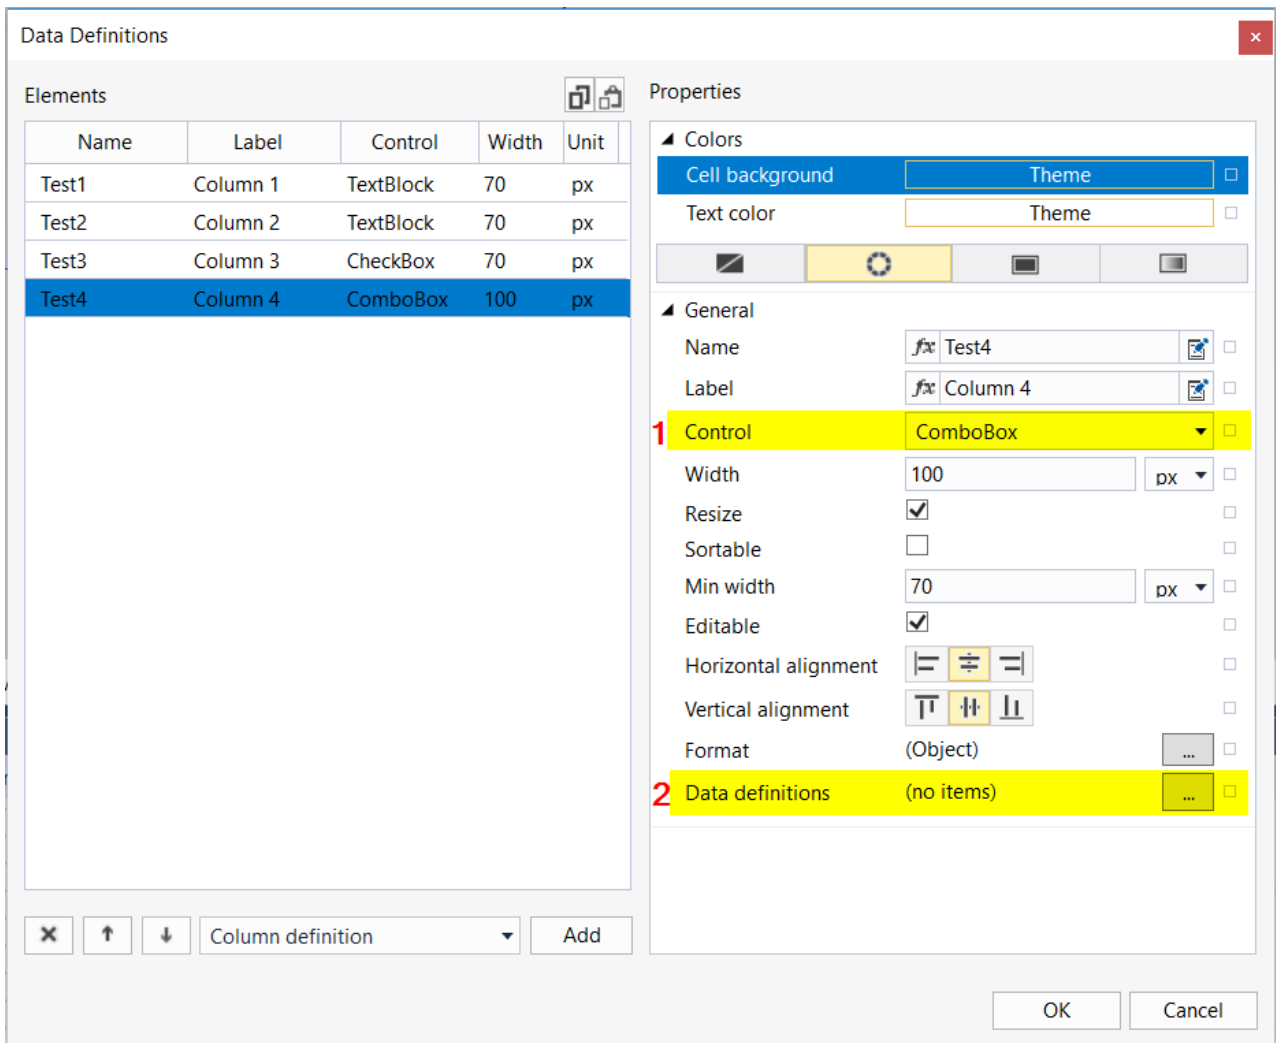 Data Definitions
Elements
Name Label Control Width Unit
Test1 Column 1 TextBlock 70 px
Test2 Column 2 TextBlock 70 px
Test3 Column 3 CheckBox 70 px
Test4 Column 4 ComboBox 100 px
Column definition Add
Properties
Colors
Cell background Theme
Text color Theme
General
Name fx Test4
Label fx Column 4
1 Control ComboBox
Width 100 px
Resize
Sortable
Min width 70 px
Editable
Horizontal alignment
Vertical alignment
Format (Object) ...
2 Data definitions (no items) ...
OK Cancel